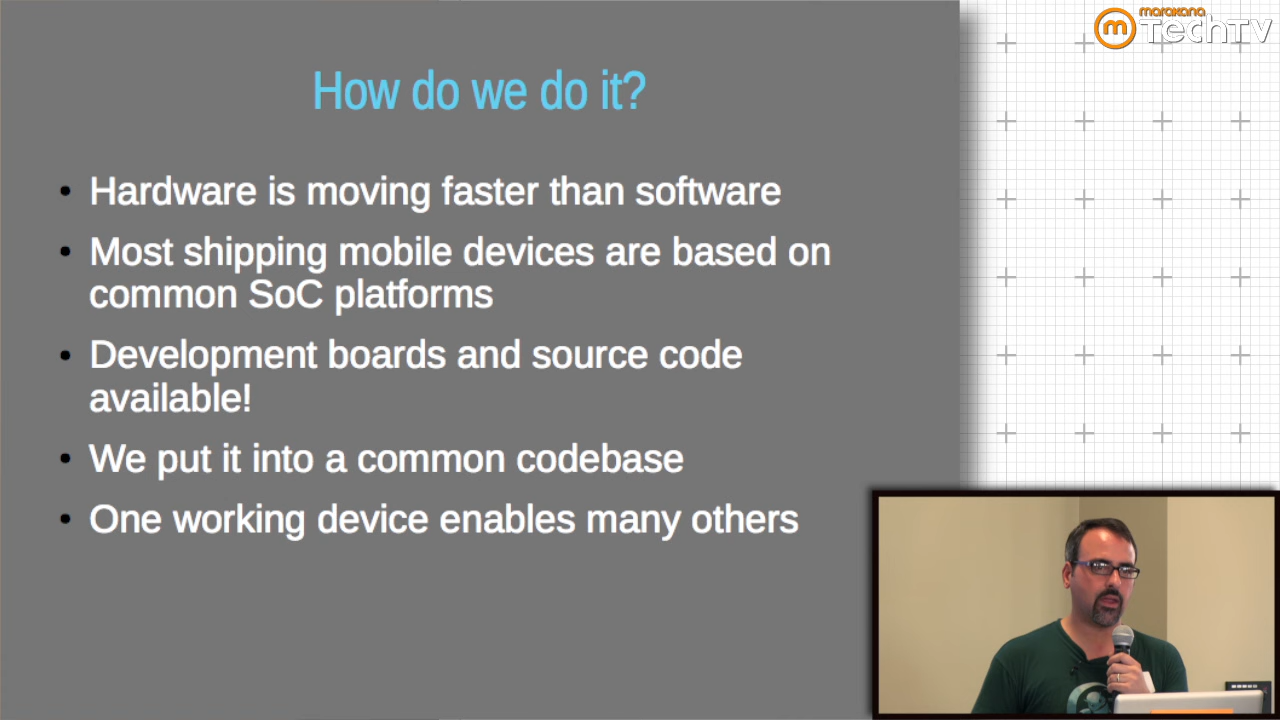 maraкana
m TechTV
How do we do it?
• Hardware is moving faster than software
• Most shipping mobile devices are based on
common SoC platforms
• Development boards and source code
available!
• We put it into a common codebase
• One working device enables many others